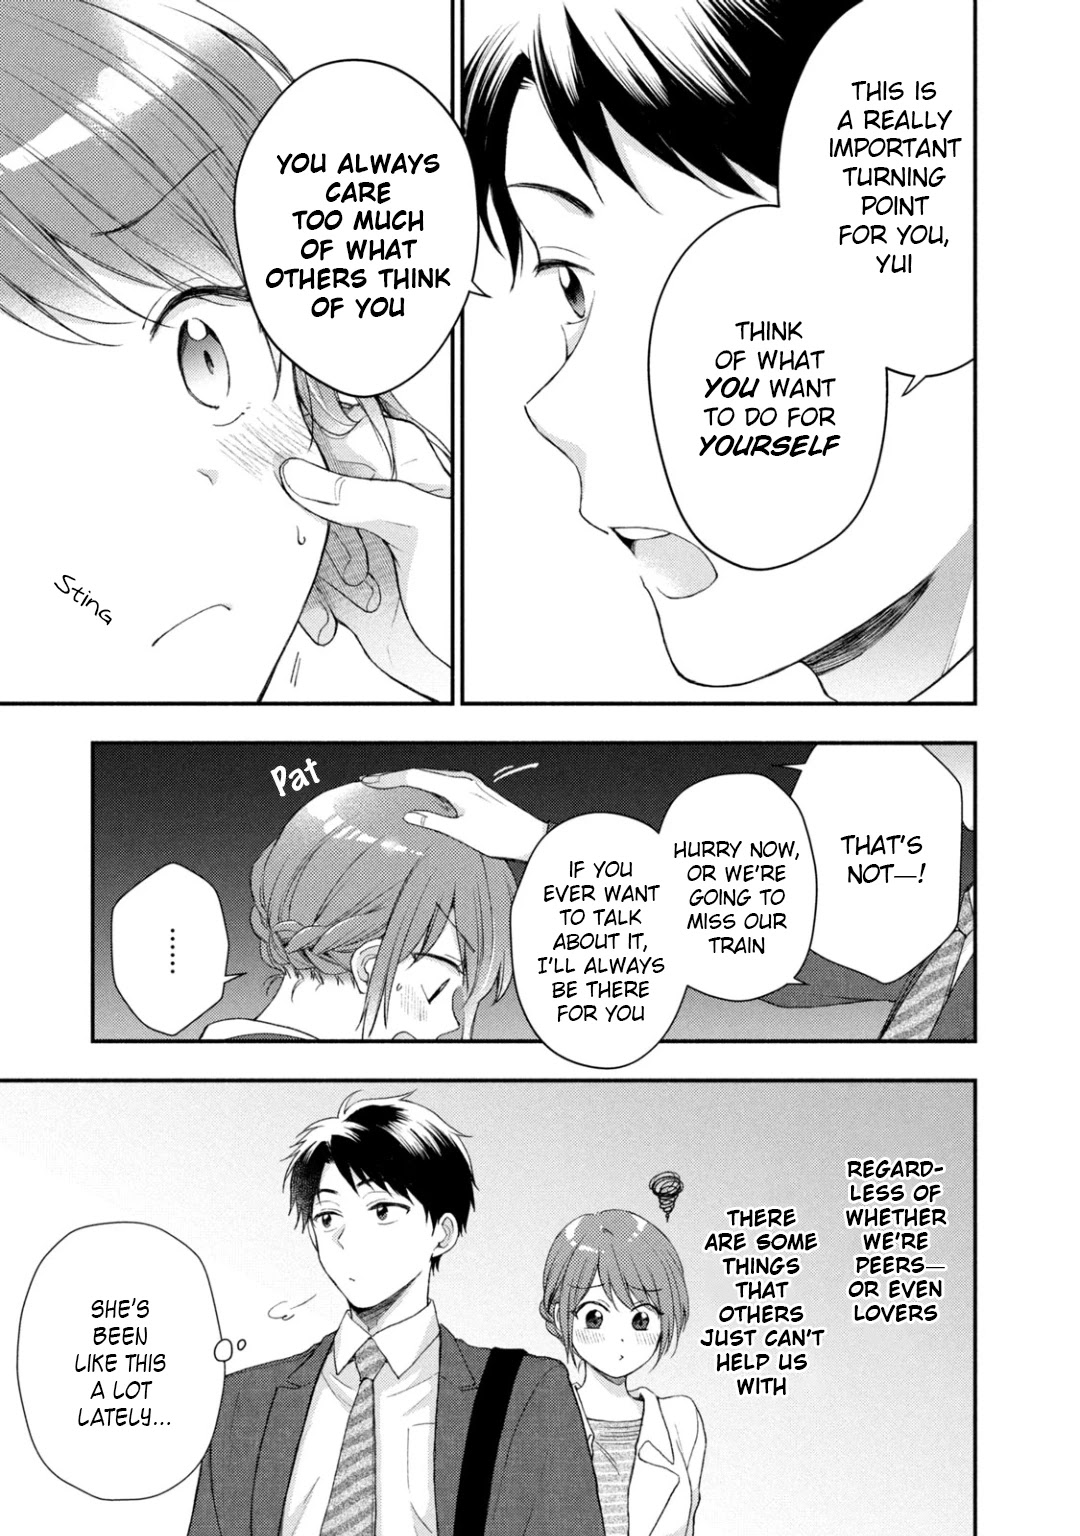 THIS IS
A REALLY
IMPORTANT
TURNING
POINT
FOR YOU,
YUI
THINK
OF WHAT
YOU WANT
TO DO FOR
YOURSELF
YOU ALWAYS
CARE
TOO MUCH
OF WHAT
OTHERS THINK
OF YOU
Sting
THAT'S
NOT—!
HURRY NOW,
OR WE'RE
GOING TO
MISS OUR
TRAIN
IF YOU
EVER WANT
TO TALK
ABOUT IT,
I'LL ALWAYS
BE THERE
FOR YOU
Pat
......
REGARD-
LESS OF
WHETHER
WE'RE
PEERS—
OR EVEN
LOVERS
THERE
ARE SOME
THINGS
THAT
OTHERS
JUST CAN'T
HELP US
WITH
SHE'S
BEEN
LIKE THIS
A LOT
LATELY...